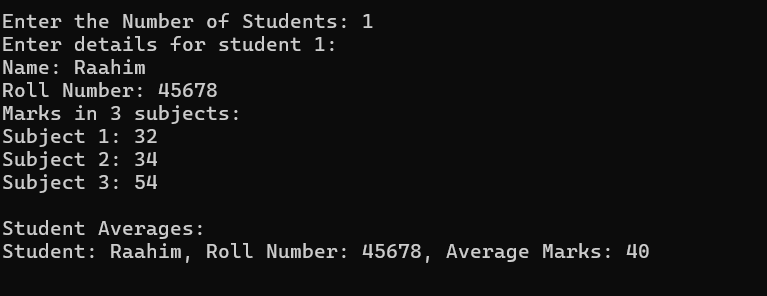 Enter the Number of Students: 1
Enter details for student 1:
Name: Raahim
Roll Number: 45678
Marks in 3 subjects:
Subject 1: 32
Subject 2: 34
Subject 3: 54

Student Averages:
Student: Raahim, Roll Number: 45678, Average Marks: 40